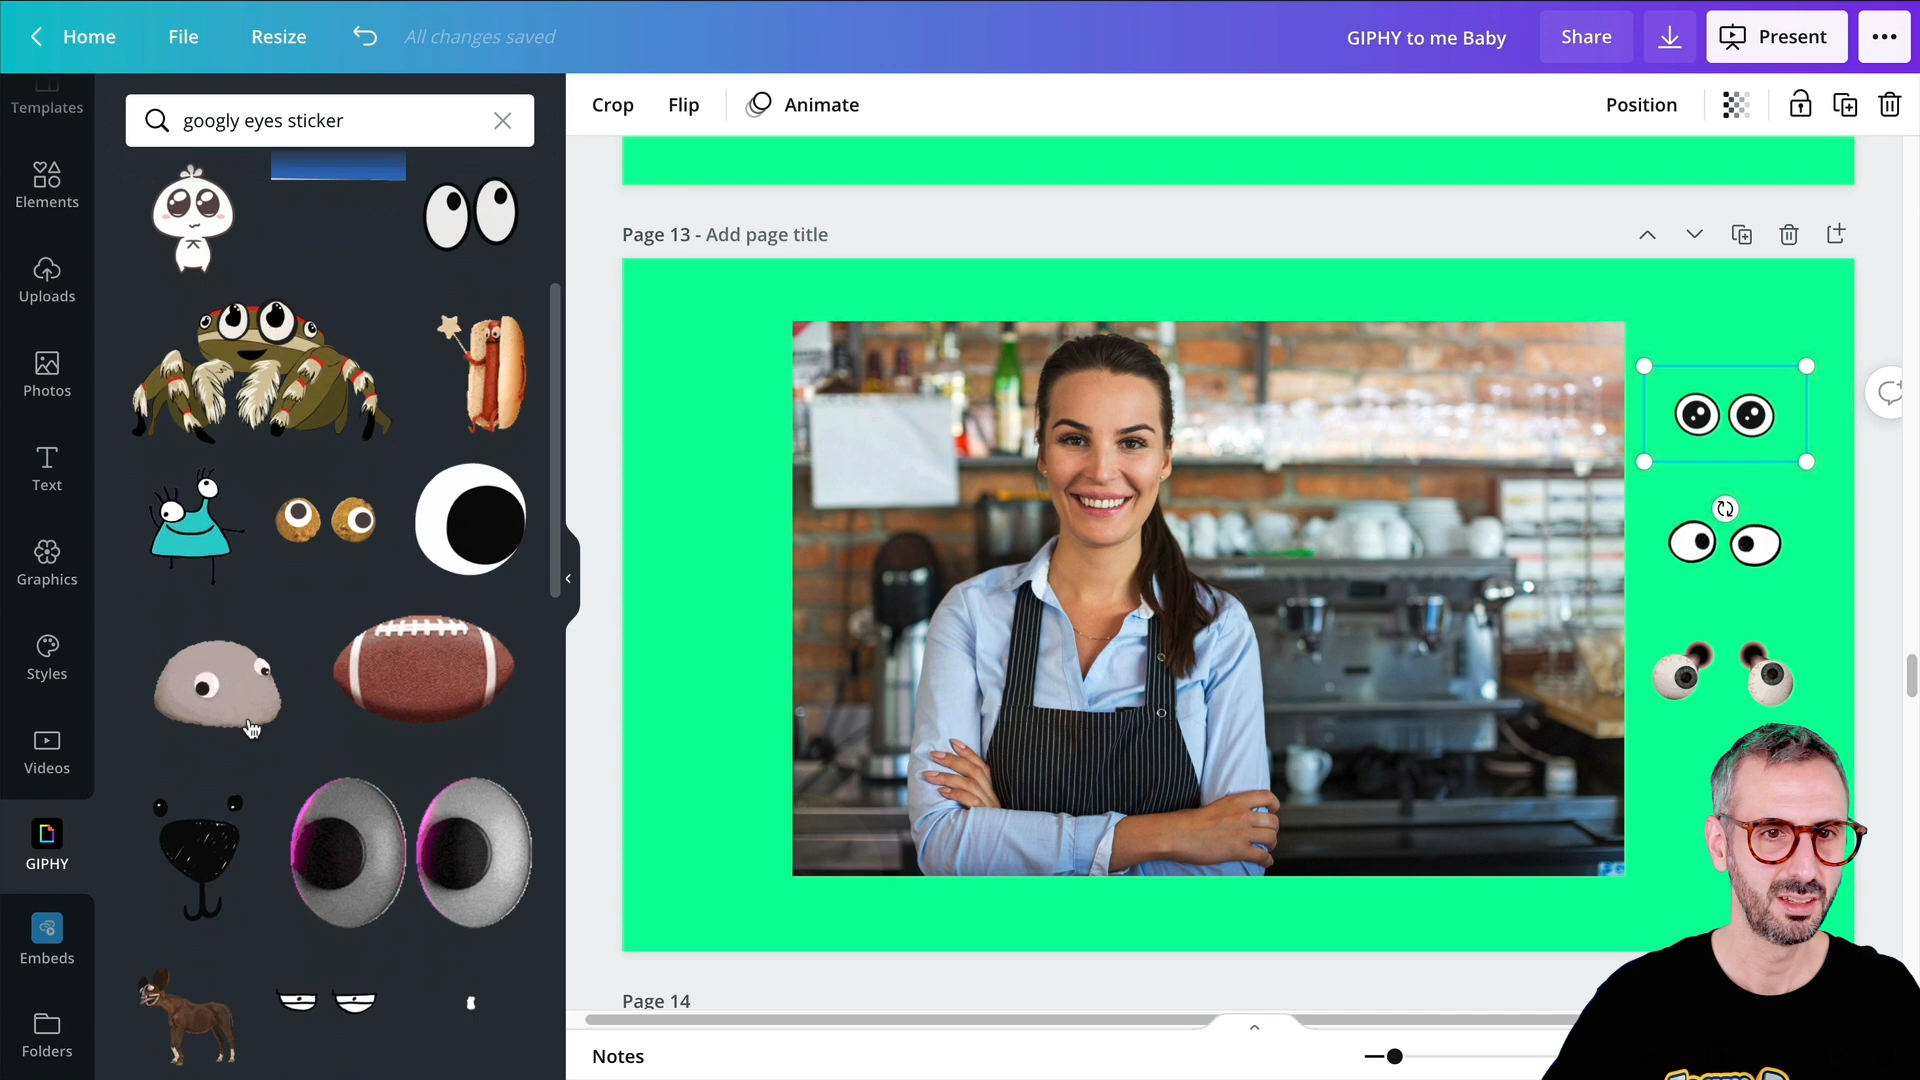 Home
File
Resize
All changes saved
GIPHY to me Baby
Share
Present
Templates
Elements
Uploads
Photos
Text
Graphics
Styles
Videos
GIPHY
Embeds
Folders
googly eyes sticker
Crop
Flip
Animate
Position
Page 13 - Add page title
Page 14
Notes